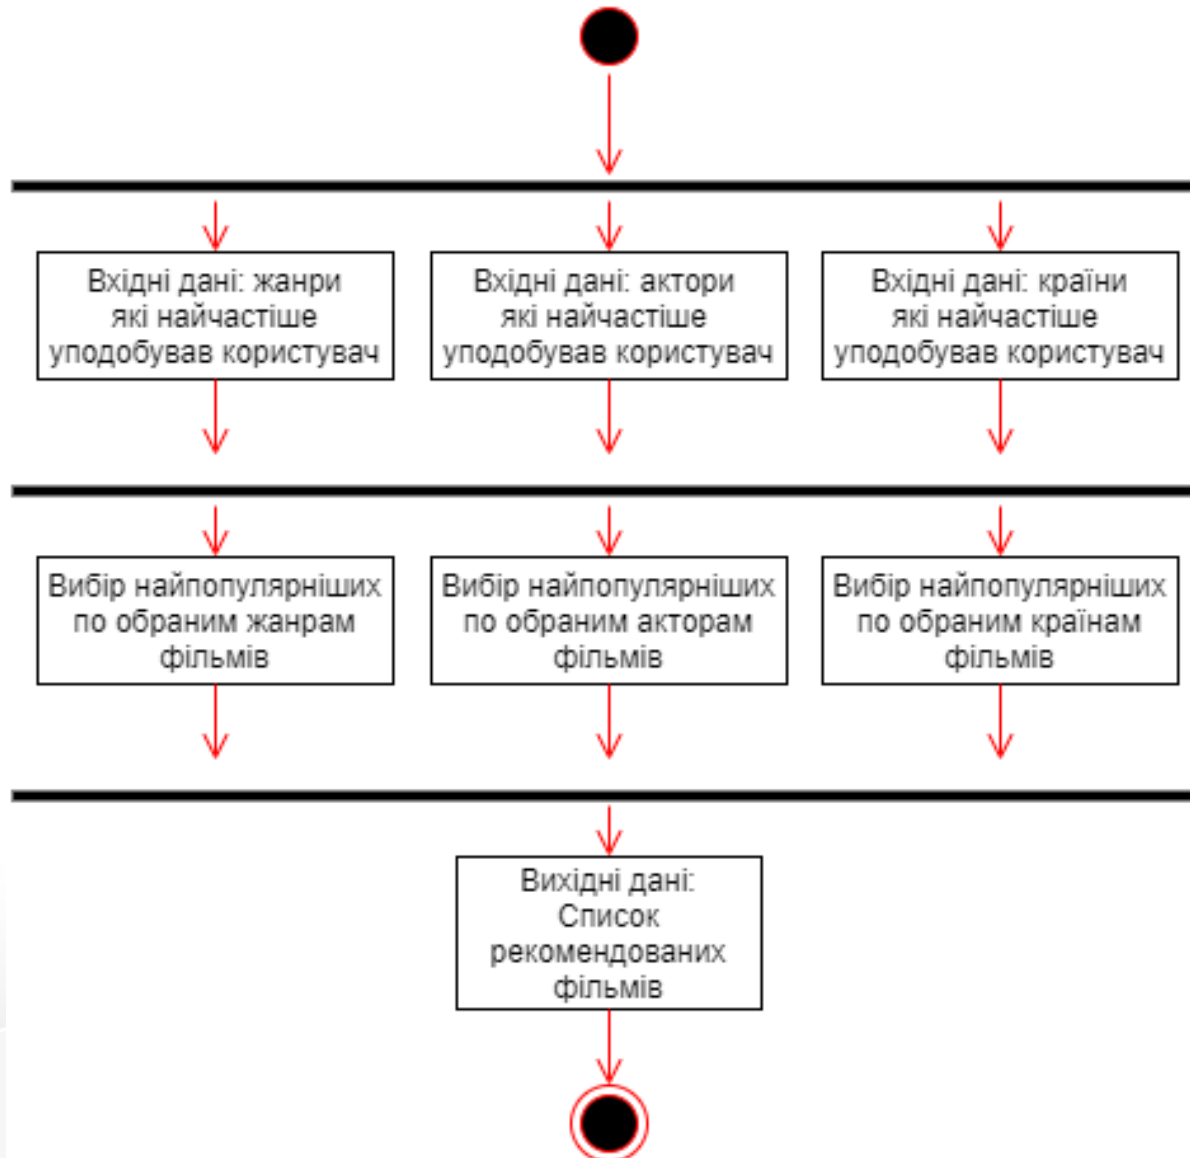 Вхідні дані: жанри
які найчастіше
уподобував користувач
Вхідні дані: актори
які найчастіше
уподобував користувач
Вхідні дані: країни
які найчастіше
уподобував користувач
Вибір найпопулярніших
по обраним жанрам
фільмів
Вибір найпопулярніших
по обраним акторам
фільмів
Вибір найпопулярніших
по обраним країнам
фільмів
Вихідні дані:
Список
рекомендованих
фільмів